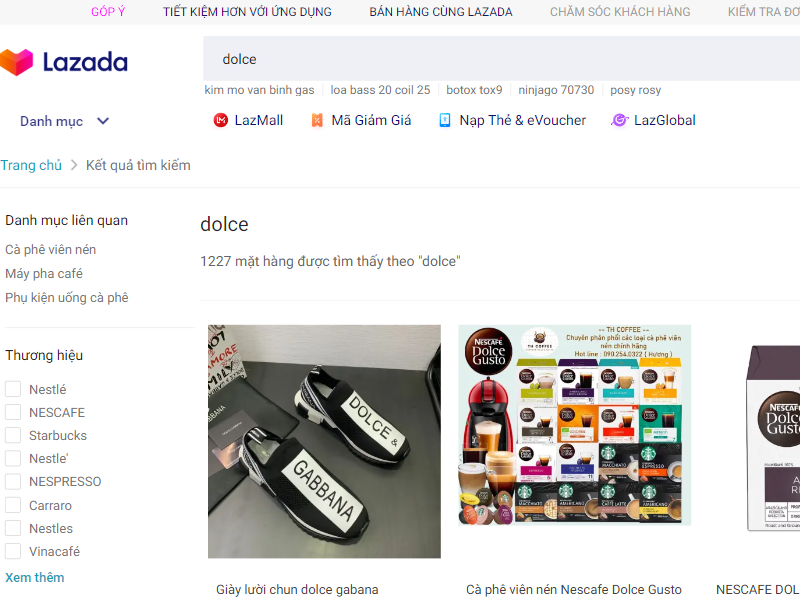 GÓP Ý
TIẾT KIỆM HƠN VỚI ỨNG DỤNG
BÁN HÀNG CÙNG LAZADA
CHĂM SÓC KHÁCH HÀNG
KIỂM TRA ĐƠ
Lazada
dolce
kim mo van binh gas
loa bass 20 coil 25
botox tox9
ninjago 70730
posy rosy
Danh mục
LazMall
Mã Giảm Giá
Nạp Thẻ & eVoucher
LazGlobal
Trang chủ
Kết quả tìm kiếm
Danh mục liên quan
Cà phê viên nén
Máy pha café
Phụ kiện uống cà phê
Thương hiệu
Nestlé
NESCAFE
Starbucks
Nestle'
NESPRESSO
Carraro
Nestles
Vinacafé
Xem thêm
dolce
1227 mặt hàng được tìm thấy theo "dolce"
DOLCE &
GABBANA
Giày lười chun dolce gabana
NESCAFÉ
Dolce
Gusto
TH COFFEE
-- TH COFFEE --
Chuyên phân phối các loại cà phê viên
nén chính hãng
Hot line : 090.254.0322 ( Hương )
Cà phê viên nén Nescafe Dolce Gusto
NESCAFÉ
Dolce
Gusto
NESCAFE DOL